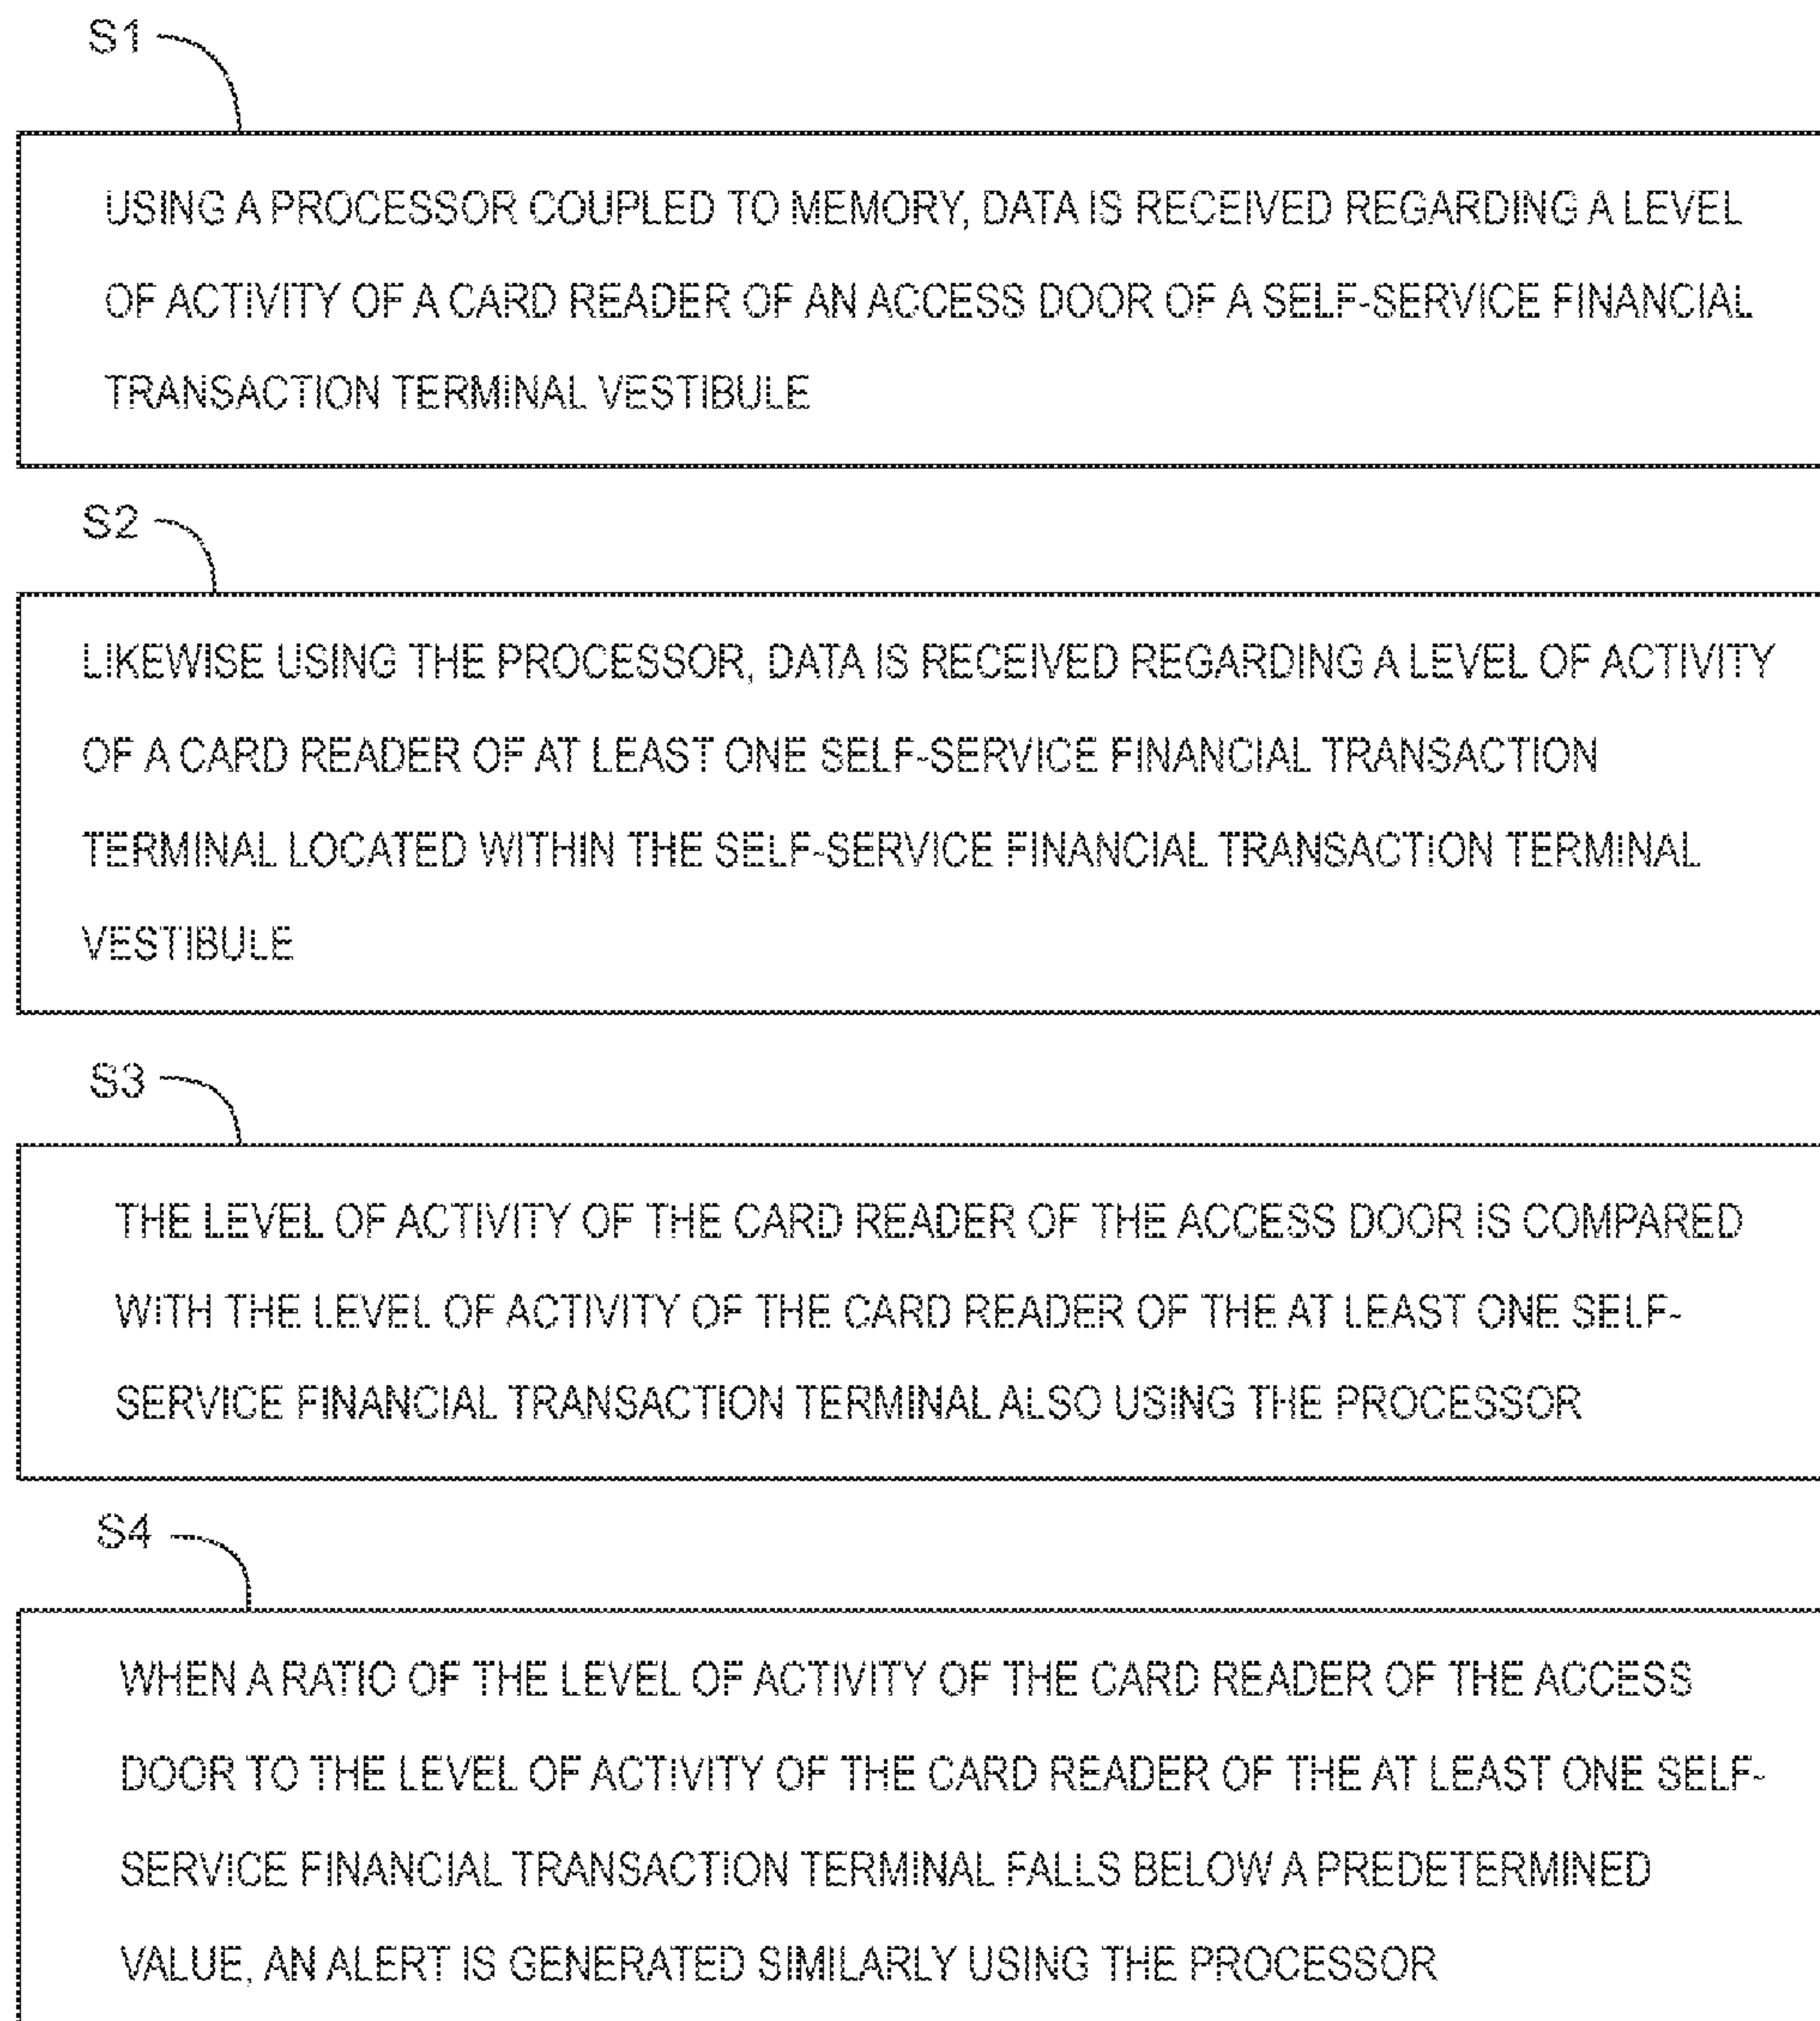 S1
USING A PROCESSOR COUPLED TO MEMORY, DATA IS RECEIVED REGARDING A LEVEL
OF ACTIVITY OF A CARD READER OF AN ACCESS DOOR OF A SELF-SERVICE FINANCIAL
TRANSACTION TERMINAL VESTIBULE
S2
LIKEWISE USING THE PROCESSOR, DATA IS RECEIVED REGARDING A LEVEL OF ACTIVITY
OF A CARD READER OF AT LEAST ONE SELF-SERVICE FINANCIAL TRANSACTION
TERMINAL LOCATED WITHIN THE SELF-SERVICE FINANCIAL TRANSACTION TERMINAL
VESTIBULE
S3
THE LEVEL OF ACTIVITY OF THE CARD READER OF THE ACCESS DOOR IS COMPARED
WITH THE LEVEL OF ACTIVITY OF THE CARD READER OF THE AT LEAST ONE SELF-
SERVICE FINANCIAL TRANSACTION TERMINAL ALSO USING THE PROCESSOR
S4
WHEN A RATIO OF THE LEVEL OF ACTIVITY OF THE CARD READER OF THE ACCESS
DOOR TO THE LEVEL OF ACTIVITY OF THE CARD READER OF THE AT LEAST ONE SELF-
SERVICE FINANCIAL TRANSACTION TERMINAL FALLS BELOW A PREDETERMINED
VALUE, AN ALERT IS GENERATED SIMILARLY USING THE PROCESSOR